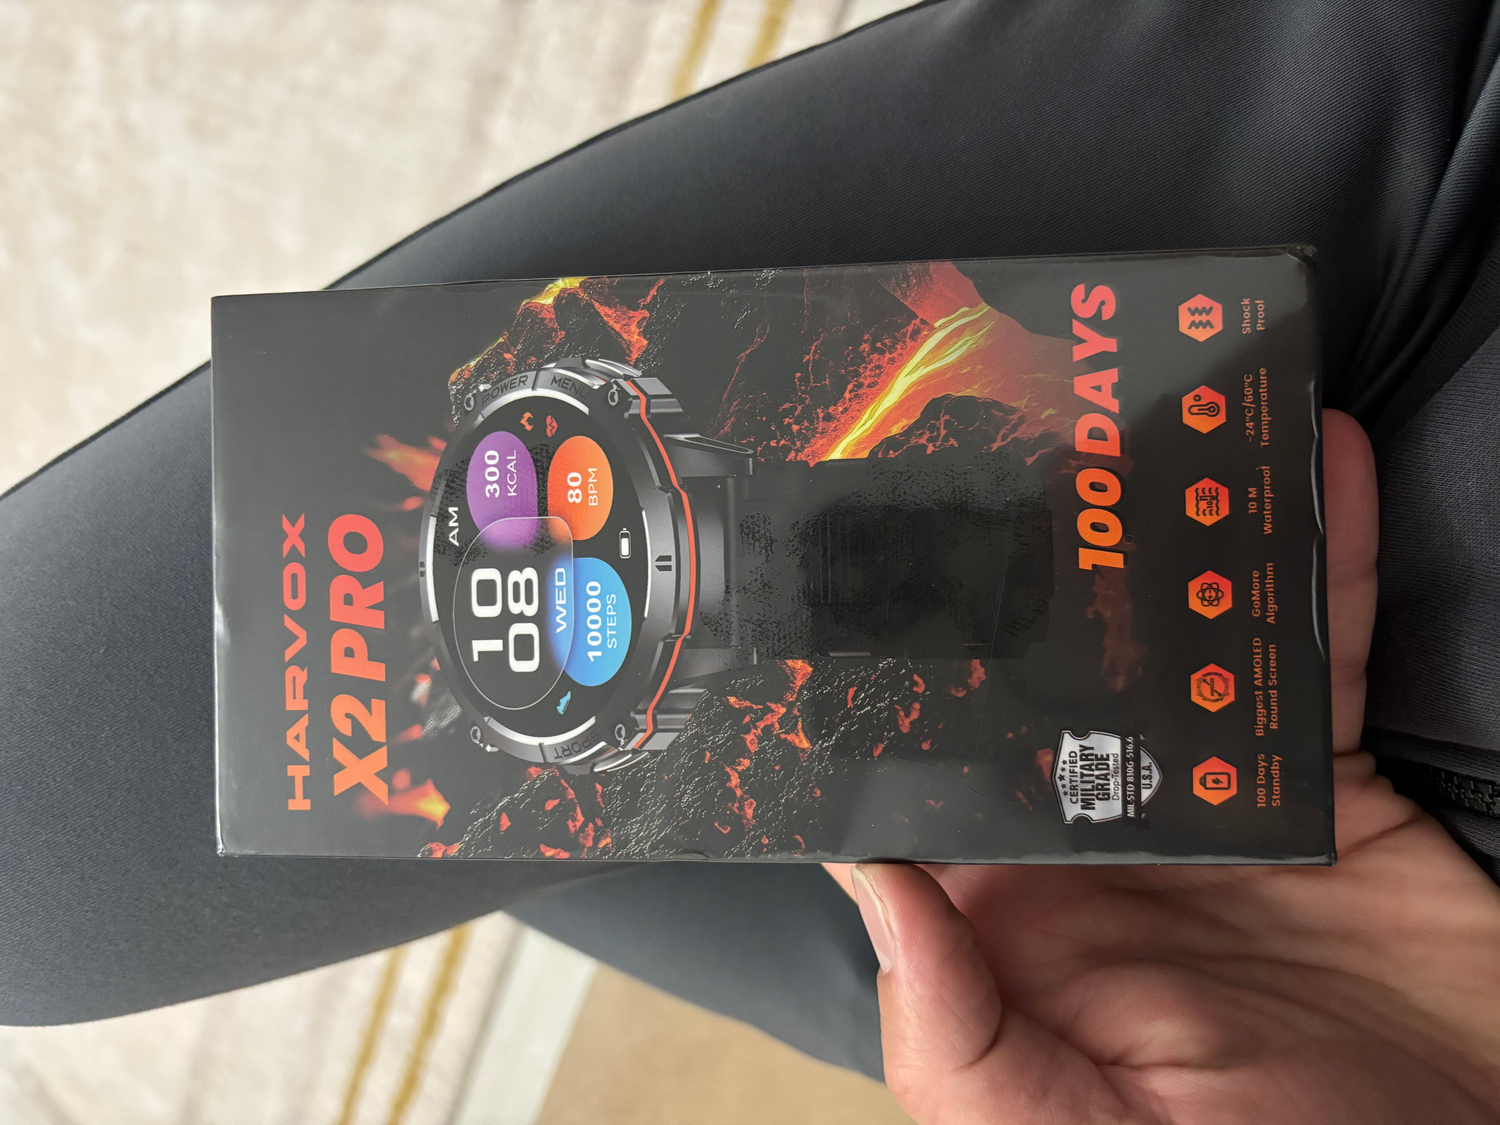 HARVOX
X2 PRO
POWER
MENU
SPORT
AM
10
08
WED
300
KCAL
80
BPM
10000
STEPS
100 DAYS
CERTIFIED
MILITARY
GRADE
Drop-Tested
MIL-STD 810G-516.6
U.S.A.
100 Days
Standby
Biggest AMOLED
Round Screen
GoMore
Algorithm
10 M
Waterproof
-24°C/60°C
Temperature
Shock
Proof